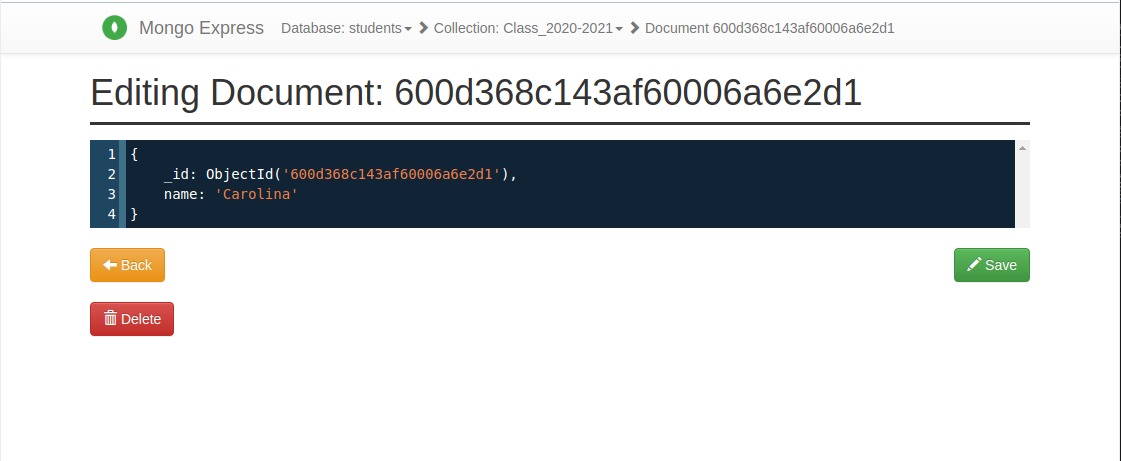 Mongo Express Database: students Collection: Class_2020-2021 Document 600d368c143af60006a6e2d1
Editing Document: 600d368c143af60006a6e2d1
1 {
2 _id: ObjectId('600d368c143af60006a6e2d1'),
3 name: 'Carolina'
4 }
Back Save
Delete